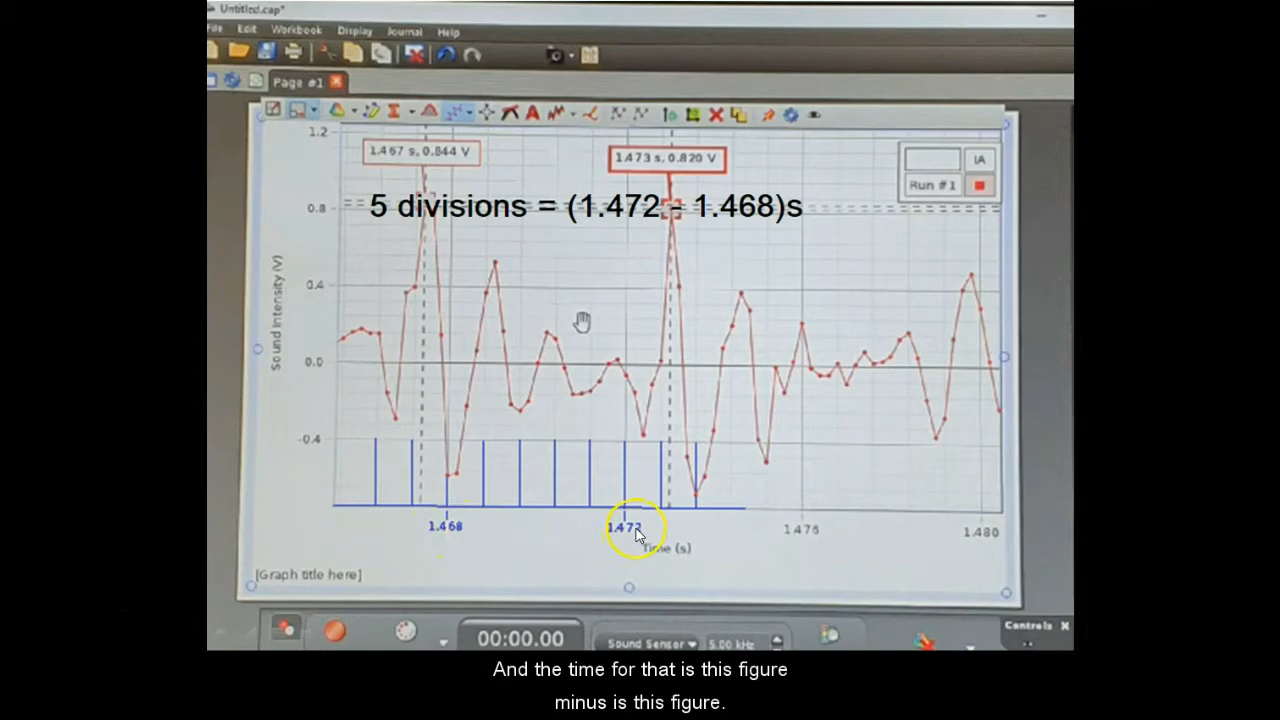 Untitled.cap*
File Edit Workbook Display Journal Help
Page #1
1.2
1.467 s, 0.844 V
1.473 s, 0.820 V
IA
Run #1
0.8
5 divisions = (1.472 - 1.468)s
0.4
Sound Intensity (V)
0.0
-0.4
1.468
1.472
1.476
1.480
Time (s)
[Graph title here]
Controls
00:00.00
Sound Sensor
5.00 kHz
And the time for that is this figure
minus is this figure.